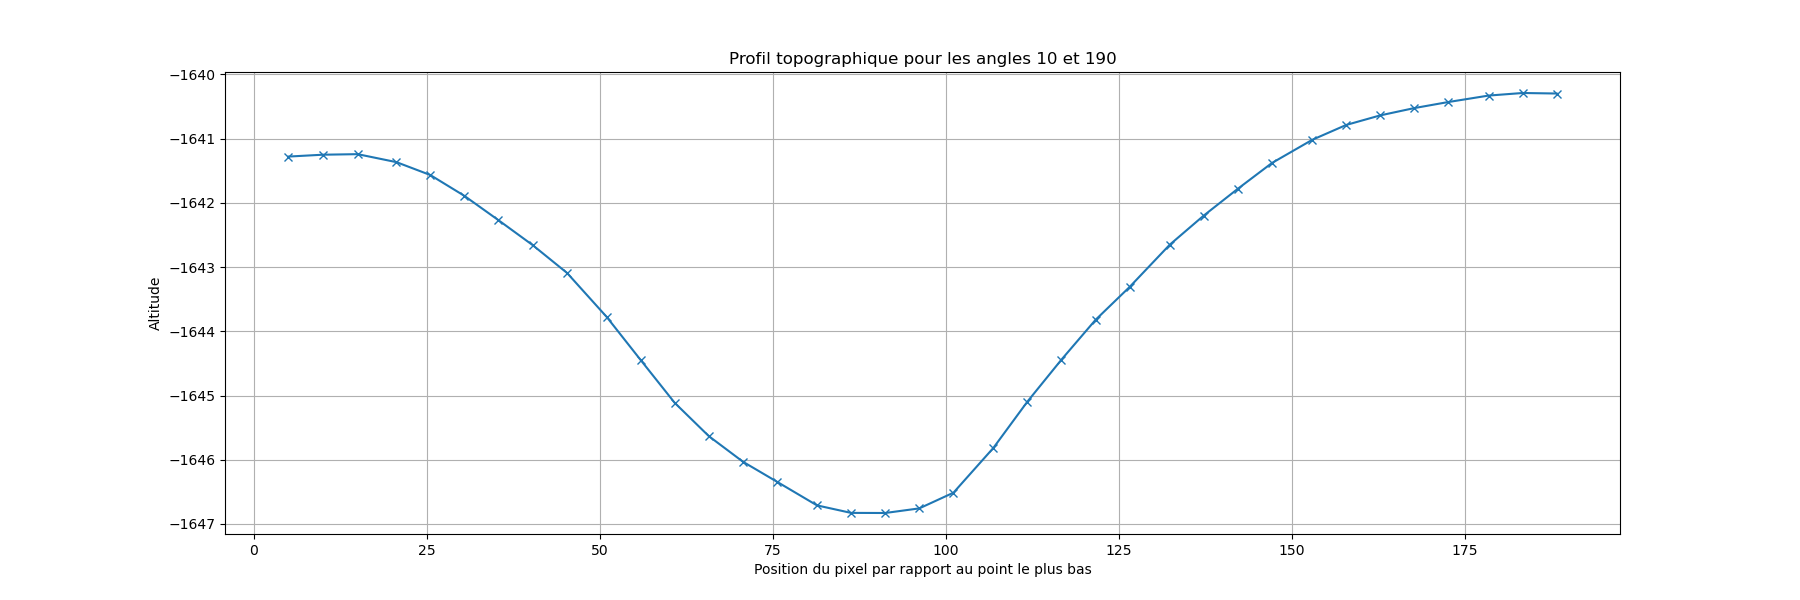 Profil topographique pour les angles 10 et 190
−1640
−1641
−1642
−1643
−1644
−1645
−1646
−1647
Altitude
0 25 50 75 100 125 150 175
Position du pixel par rapport au point le plus bas